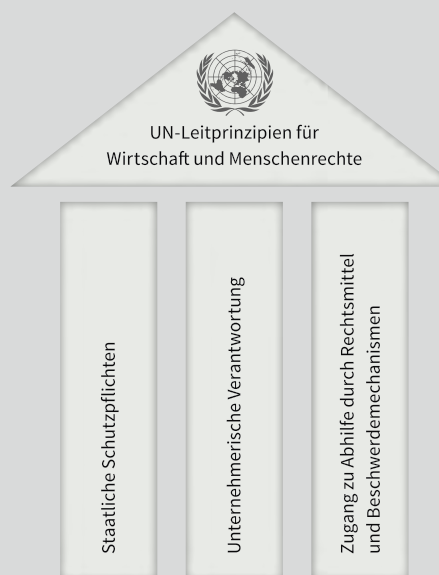 UN-Leitprinzipien für
Wirtschaft und Menschenrechte
Staatliche Schutzpflichten
Unternehmerische Verantwortung
Zugang zu Abhilfe durch Rechtsmittel
und Beschwerdemechanismen